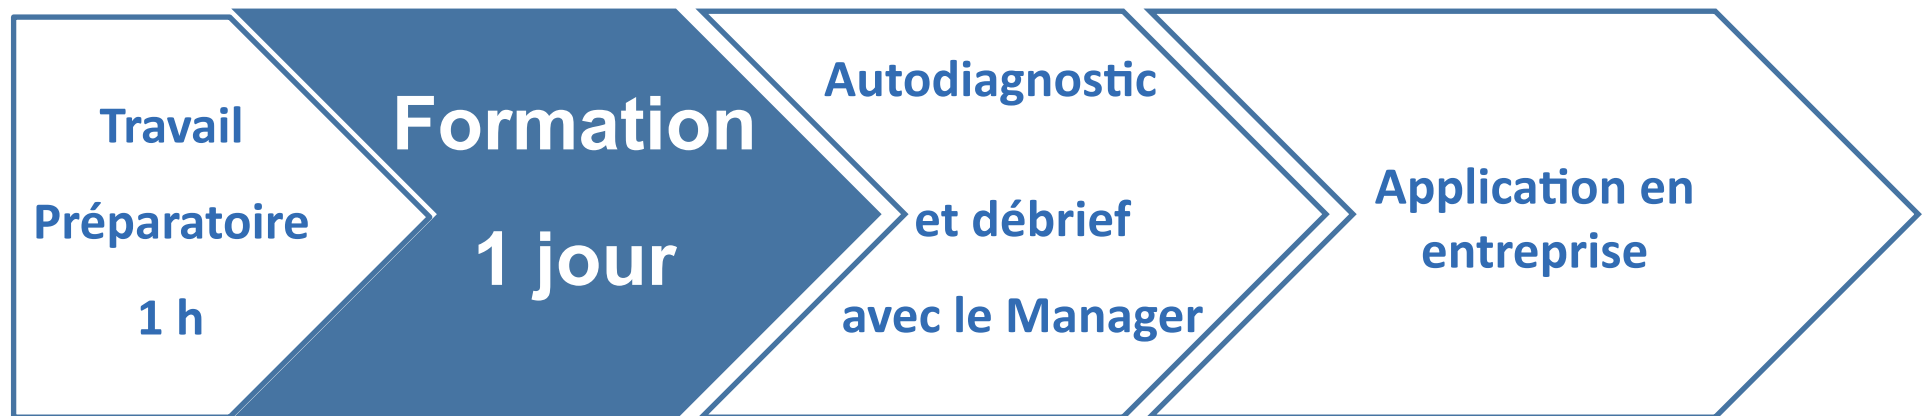 Travail
Préparatoire
1 h
Formation
1 jour
Autodiagnostic
et débrief
avec le Manager
Application en
entreprise